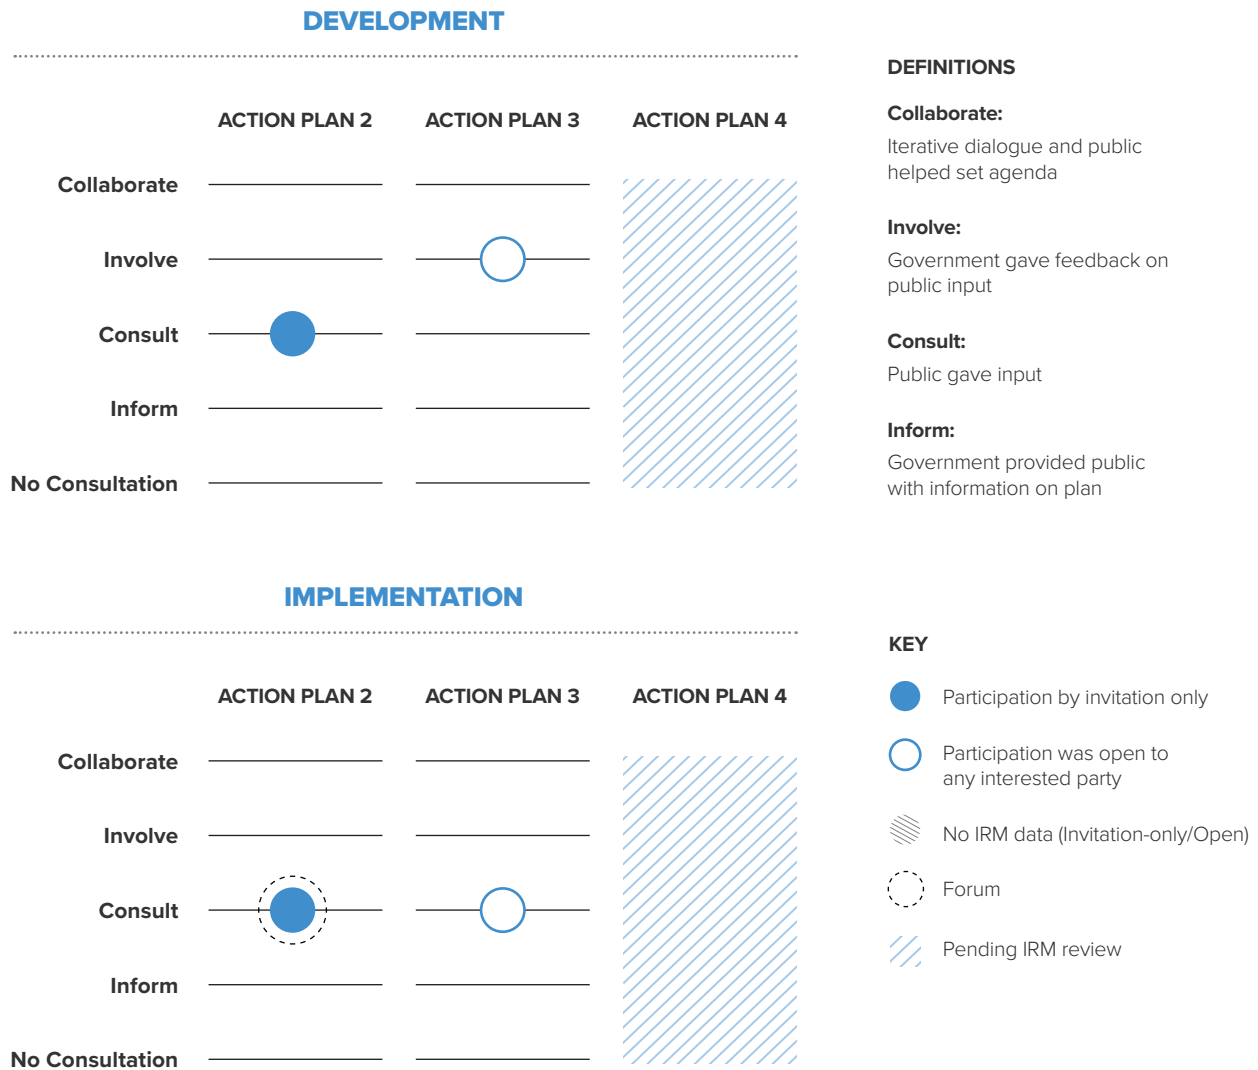 DEVELOPMENT
ACTION PLAN 2
ACTION PLAN 3
ACTION PLAN 4
Collaborate
Involve
Consult
Inform
No Consultation
DEFINITIONS
Collaborate:
Iterative dialogue and public
helped set agenda
Involve:
Government gave feedback on
public input
Consult:
Public gave input
Inform:
Government provided public
with information on plan
IMPLEMENTATION
ACTION PLAN 2
ACTION PLAN 3
ACTION PLAN 4
Collaborate
Involve
Consult
Inform
No Consultation
KEY
Participation by invitation only
Participation was open to
any interested party
No IRM data (Invitation-only/Open)
Forum
Pending IRM review